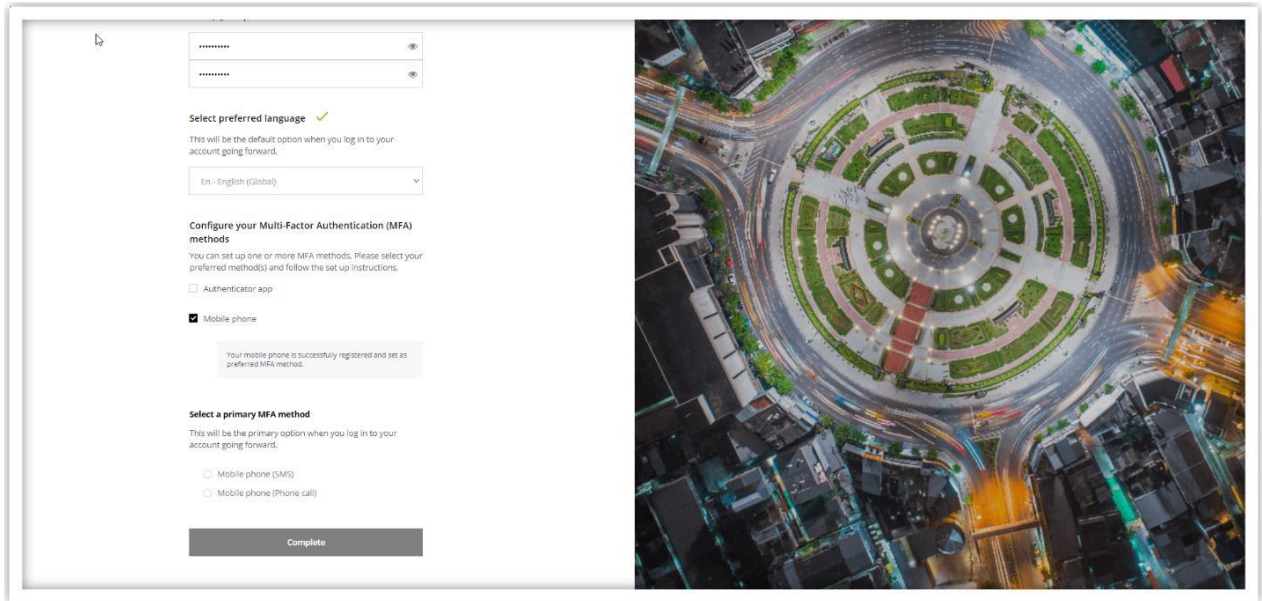 ••••••••••
••••••••••
Select preferred language
This will be the default option when you log in to your
account going forward.
En - English (Global)
Configure your Multi-Factor Authentication (MFA)
methods
You can set up one or more MFA methods. Please select your
preferred method(s) and follow the set up instructions.
Authenticator app
Mobile phone
Your mobile phone is successfully registered and set as
preferred MFA method.
Select a primary MFA method
This will be the primary option when you log in to your
account going forward.
Mobile phone (SMS)
Mobile phone (Phone call)
Complete